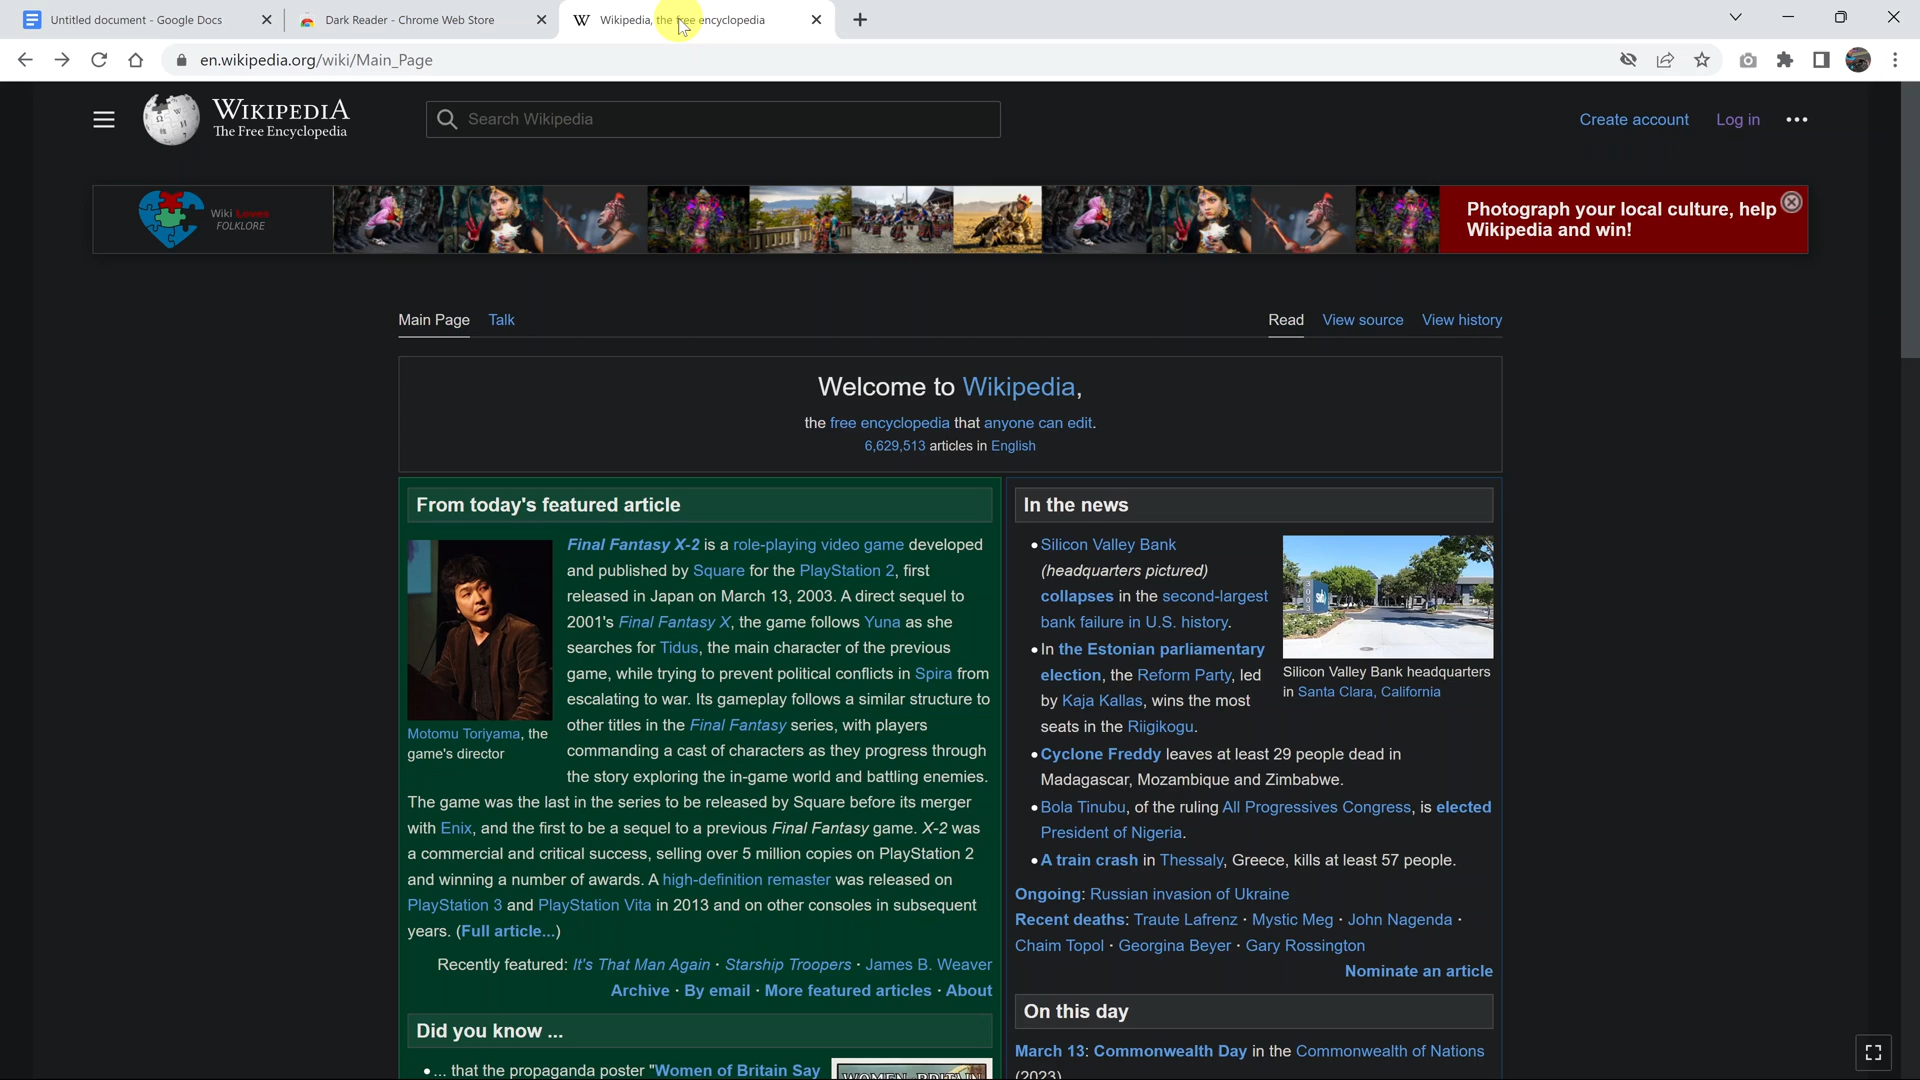 Untitled document - Google Docs
Dark Reader - Chrome Web Store
Wikipedia, the free encyclopedia
en.wikipedia.org/wiki/Main_Page
WIKIPEDIA
The Free Encyclopedia
Search Wikipedia
Create account
Log in
Wiki Loves
FOLKLORE
Photograph your local culture, help
Wikipedia and win!
Main Page
Talk
Read
View source
View history
Welcome to Wikipedia,
the free encyclopedia that anyone can edit.
6,629,513 articles in English
From today's featured article
Final Fantasy X-2 is a role-playing video game developed
and published by Square for the PlayStation 2, first
released in Japan on March 13, 2003. A direct sequel to
2001's Final Fantasy X, the game follows Yuna as she
searches for Tidus, the main character of the previous
game, while trying to prevent political conflicts in Spira from
escalating to war. Its gameplay follows a similar structure to
other titles in the Final Fantasy series, with players
commanding a cast of characters as they progress through
the story exploring the in-game world and battling enemies.
Motomu Toriyama, the
game's director
The game was the last in the series to be released by Square before its merger
with Enix, and the first to be a sequel to a previous Final Fantasy game. X-2 was
a commercial and critical success, selling over 5 million copies on PlayStation 2
and winning a number of awards. A high-definition remaster was released on
PlayStation 3 and PlayStation Vita in 2013 and on other consoles in subsequent
years. (Full article...)
Recently featured: It's That Man Again · Starship Troopers · James B. Weaver
Archive · By email · More featured articles · About
Did you know ...
... that the propaganda poster "Women of Britain Say
WOMEN OF BRITAIN
In the news
Silicon Valley Bank
(headquarters pictured)
collapses in the second-largest
bank failure in U.S. history.
In the Estonian parliamentary
election, the Reform Party, led
by Kaja Kallas, wins the most
seats in the Riigikogu.
Silicon Valley Bank headquarters
in Santa Clara, California
Cyclone Freddy leaves at least 29 people dead in
Madagascar, Mozambique and Zimbabwe.
Bola Tinubu, of the ruling All Progressives Congress, is elected
President of Nigeria.
A train crash in Thessaly, Greece, kills at least 57 people.
Ongoing: Russian invasion of Ukraine
Recent deaths: Traute Lafrenz · Mystic Meg · John Nagenda ·
Chaim Topol · Georgina Beyer · Gary Rossington
Nominate an article
On this day
March 13: Commonwealth Day in the Commonwealth of Nations
(2023)